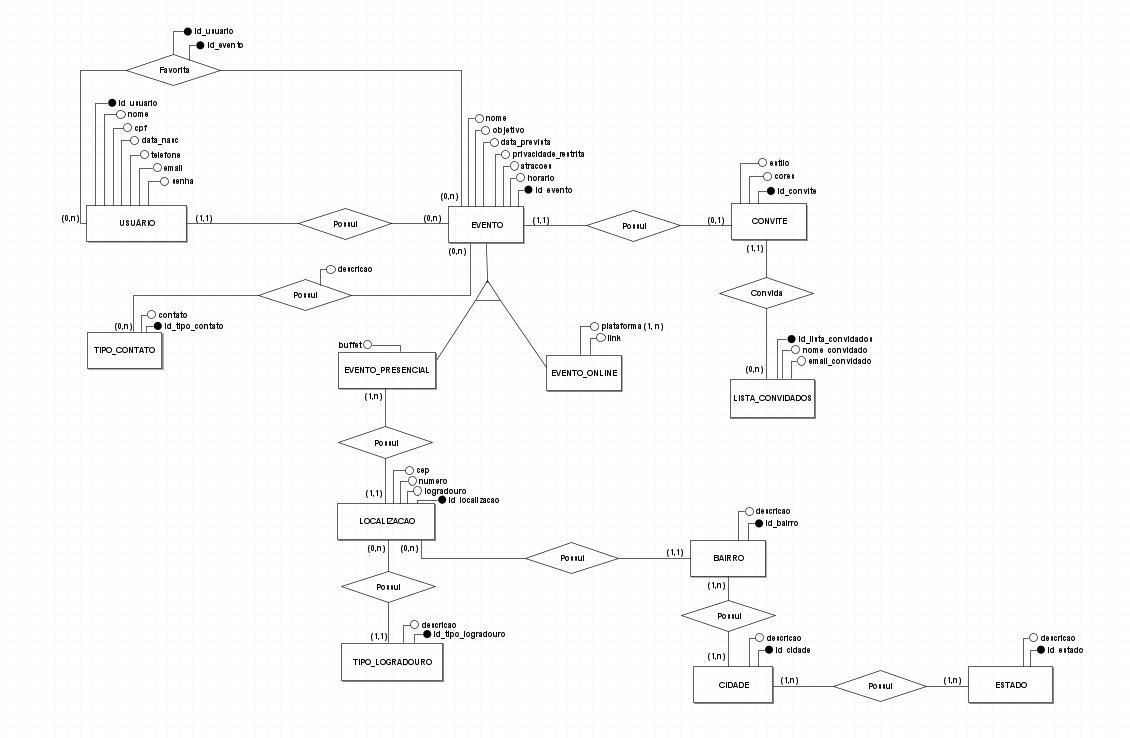 id_usuario
id_evento
Favorita
id_usuario
nome
cpf
data_nasc
telefone
email
senha
(0,n)
USUÁRIO
(1,1)
Possui
(0,n)
(0,n)
nome
objetivo
data_prevista
privacidade_restrita
atracoes
horario
id_evento
EVENTO
(1,1)
(0,n)
Possui
(0,1)
estilo
cores
id_convite
CONVITE
(1,1)
Convida
(0,n)
id_lista_convidados
nome_convidado
email_convidado
LISTA_CONVIDADOS
descricao
Possui
contato
id_tipo_contato
(0,n)
TIPO_CONTATO
buffet
EVENTO_PRESENCIAL
(1,n)
plataforma (1, n)
link
EVENTO_ONLINE
Possui
(1,1)
cep
numero
logradouro
id_localizacao
LOCALIZACAO
(0,n)
(0,n)
Possui
(1,1)
descricao
id_bairro
BAIRRO
(1,n)
Possui
(1,1)
descricao
id_tipo_logradouro
TIPO_LOGRADOURO
Possui
(1,n)
descricao
id_cidade
CIDADE
(1,n)
Possui
(1,n)
descricao
id_estado
ESTADO